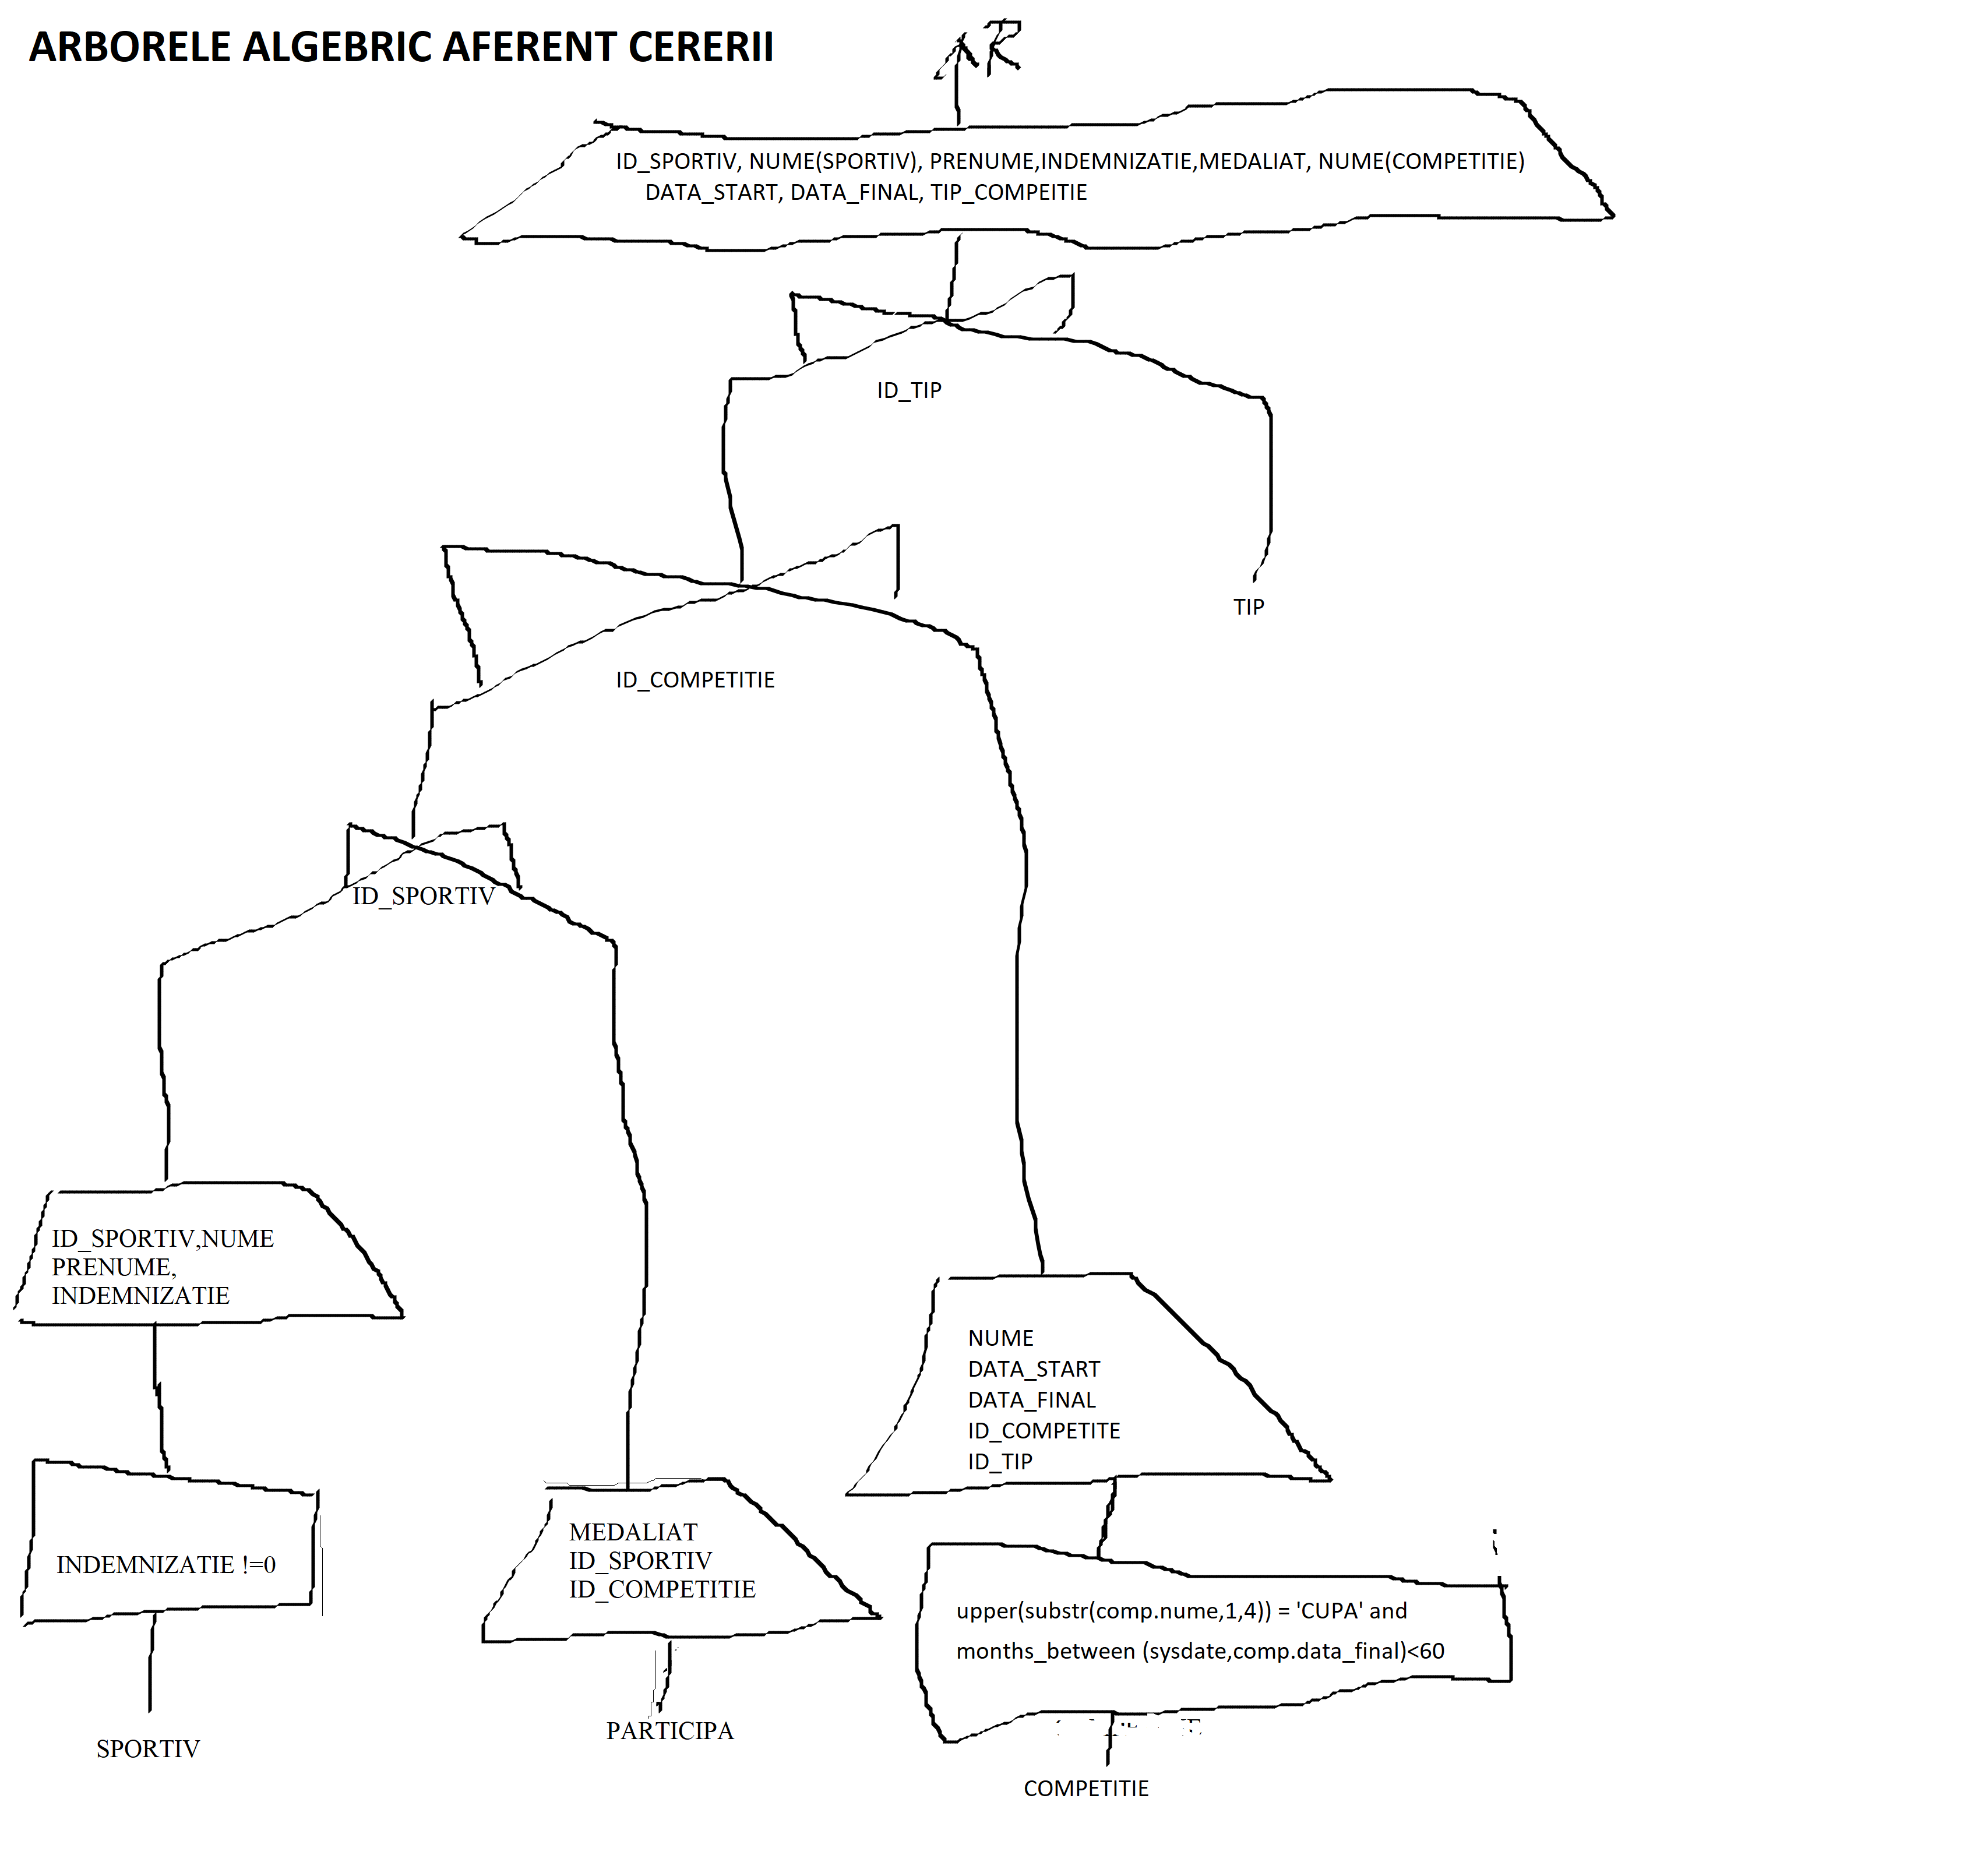 ARBORELE ALGEBRIC AFERENT CERERII
R
ID_SPORTIV, NUME(SPORTIV), PRENUME,INDEMNIZATIE,MEDALIAT, NUME(COMPETITIE)
DATA_START, DATA_FINAL, TIP_COMPEITIE
ID_TIP
TIP
ID_COMPETITIE
ID_SPORTIV
ID_SPORTIV,NUME
PRENUME,
INDEMNIZATIE
NUME
DATA_START
DATA_FINAL
ID_COMPETITE
ID_TIP
INDEMNIZATIE !=0
MEDALIAT
ID_SPORTIV
ID_COMPETITIE
upper(substr(comp.nume,1,4)) = 'CUPA' and
months_between (sysdate,comp.data_final)<60
SPORTIV
PARTICIPA
COMPETITIE